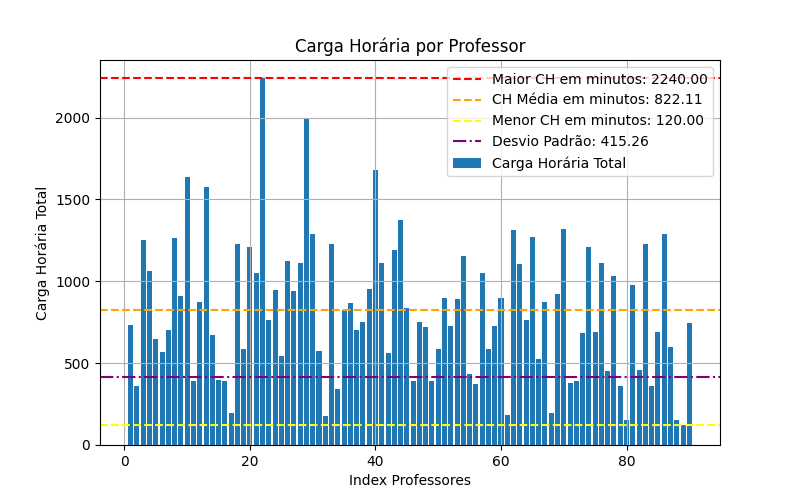 Carga Horária por Professor
Maior CH em minutos: 2240.00
CH Média em minutos: 822.11
Menor CH em minutos: 120.00
Desvio Padrão: 415.26
Carga Horária Total
Carga Horária Total
2000
1500
1000
500
0
0 20 40 60 80
Index Professores